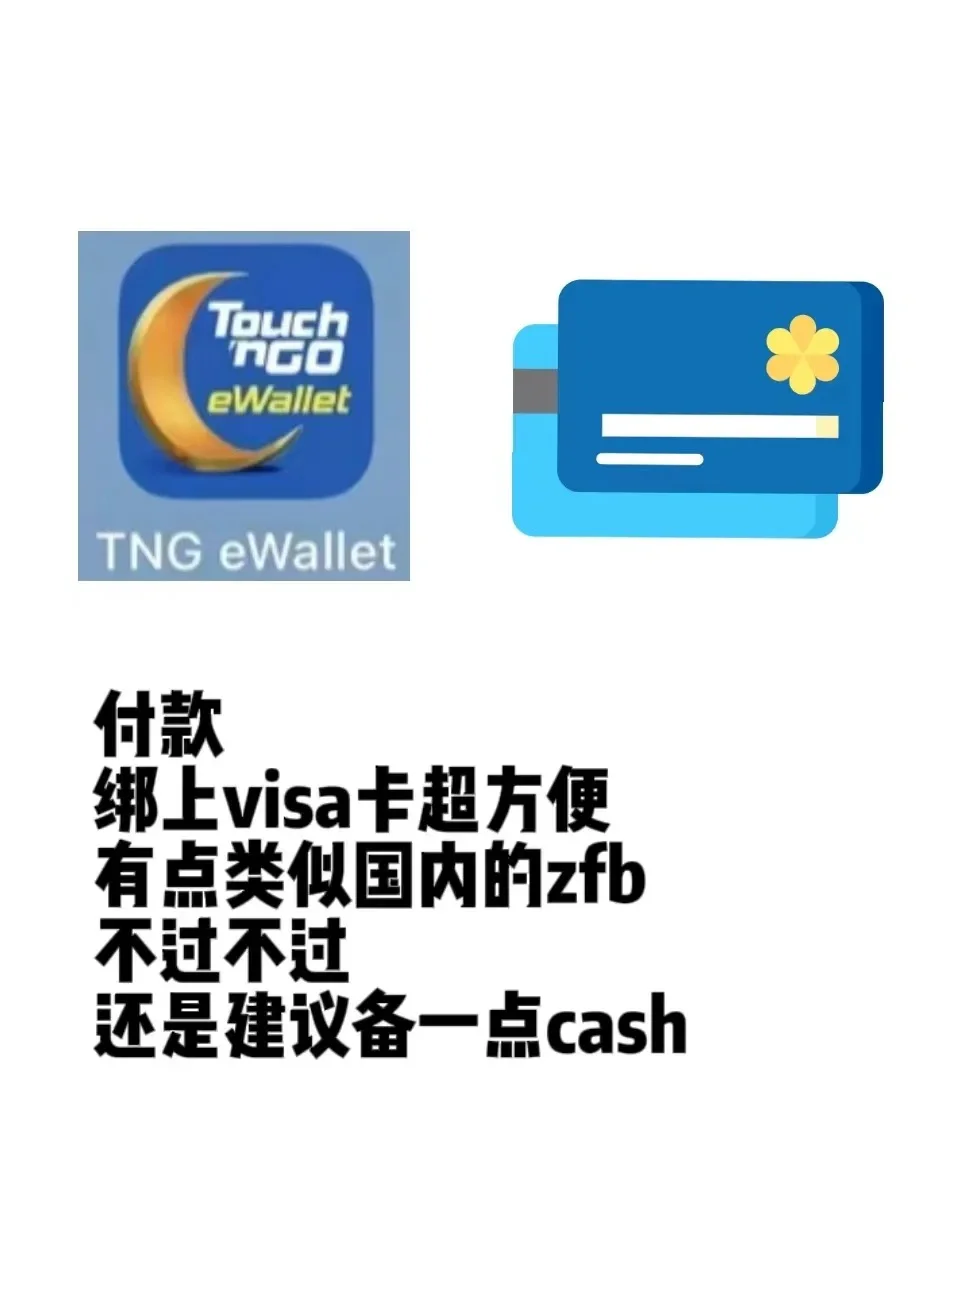 Touch
'nGO
eWallet
TNG eWallet
付款
绑上visa卡超方便
有点类似国内的zfb
不过不过
还是建议备一点cash